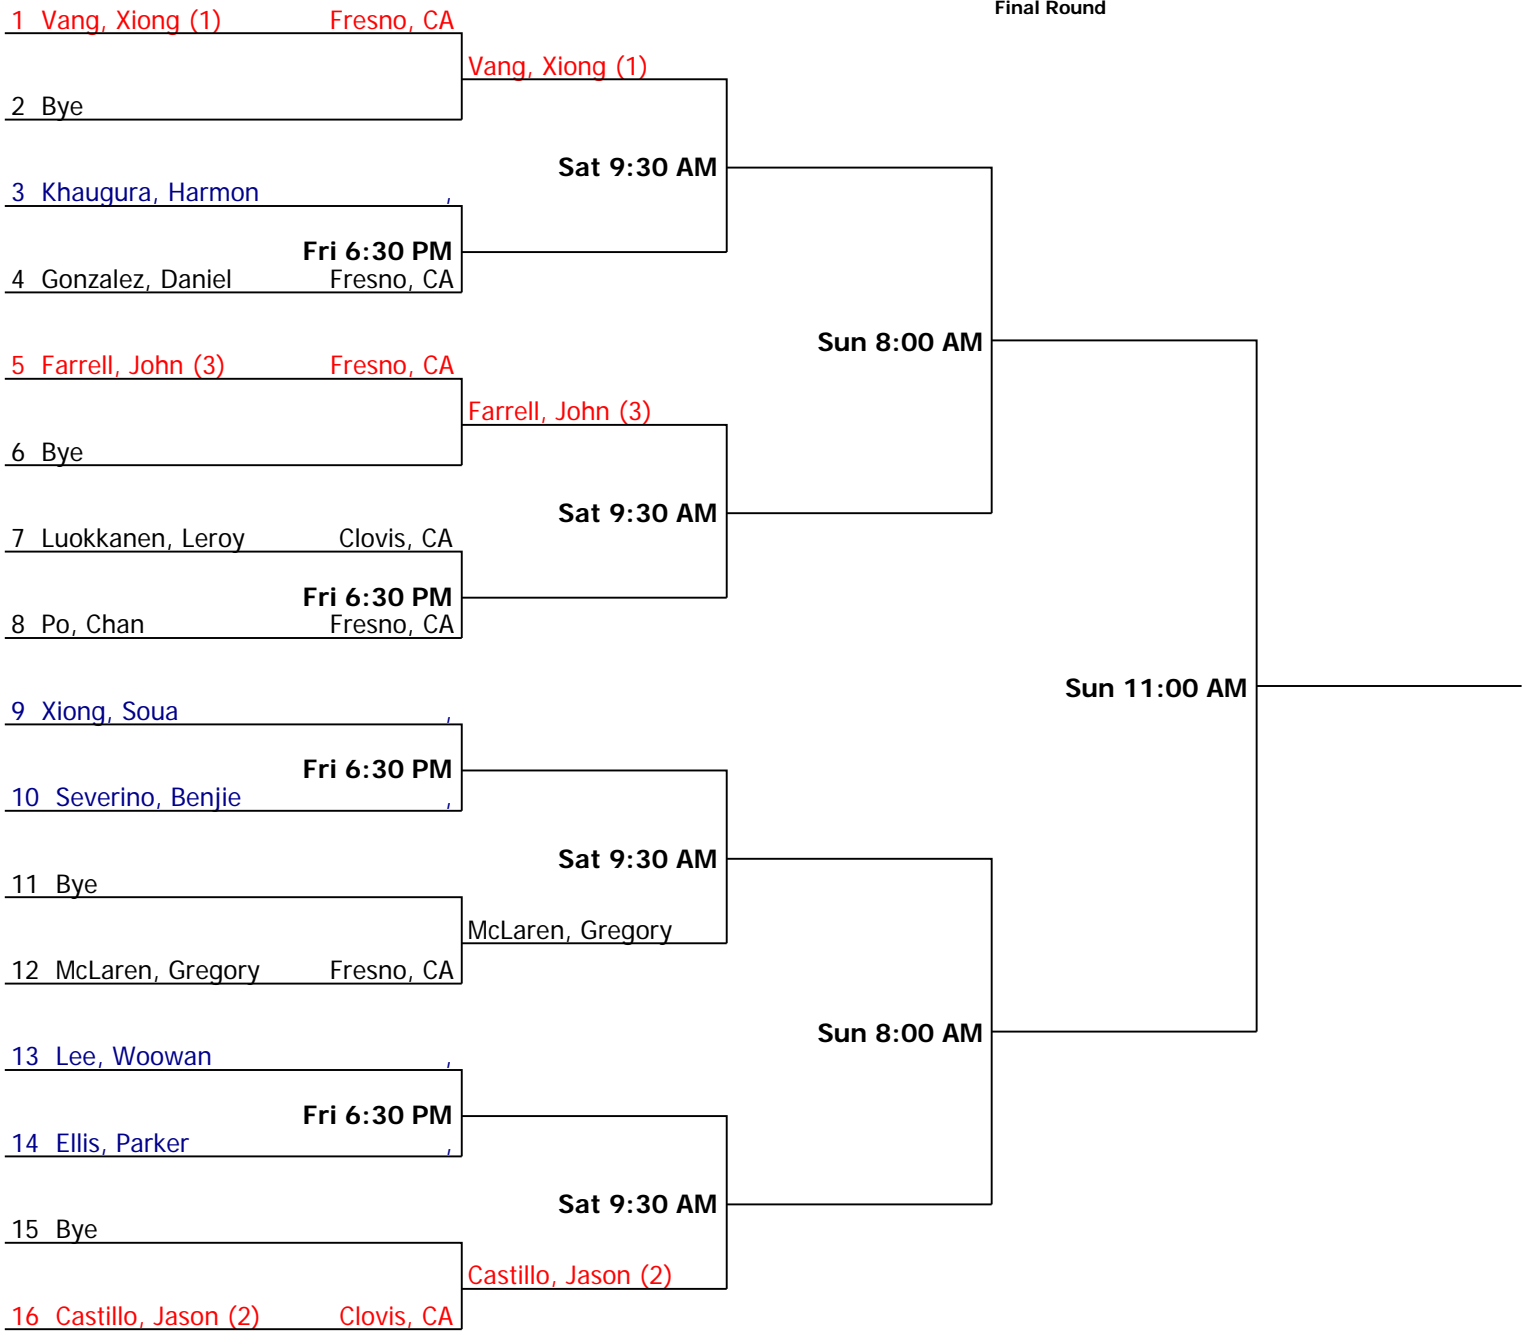 Final Round
1 Vang, Xiong (1) Fresno, CA
Vang, Xiong (1)
2 Bye
Sat 9:30 AM
3 Khaugura, Harmon ,
Fri 6:30 PM
4 Gonzalez, Daniel Fresno, CA
Sun 8:00 AM
5 Farrell, John (3) Fresno, CA
Farrell, John (3)
6 Bye
Sat 9:30 AM
7 Luokkanen, Leroy Clovis, CA
Fri 6:30 PM
8 Po, Chan Fresno, CA
Sun 11:00 AM
9 Xiong, Soua ,
Fri 6:30 PM
10 Severino, Benjie ,
Sat 9:30 AM
11 Bye
McLaren, Gregory
12 McLaren, Gregory Fresno, CA
Sun 8:00 AM
13 Lee, Woowan ,
Fri 6:30 PM
14 Ellis, Parker ,
Sat 9:30 AM
15 Bye
Castillo, Jason (2)
16 Castillo, Jason (2) Clovis, CA